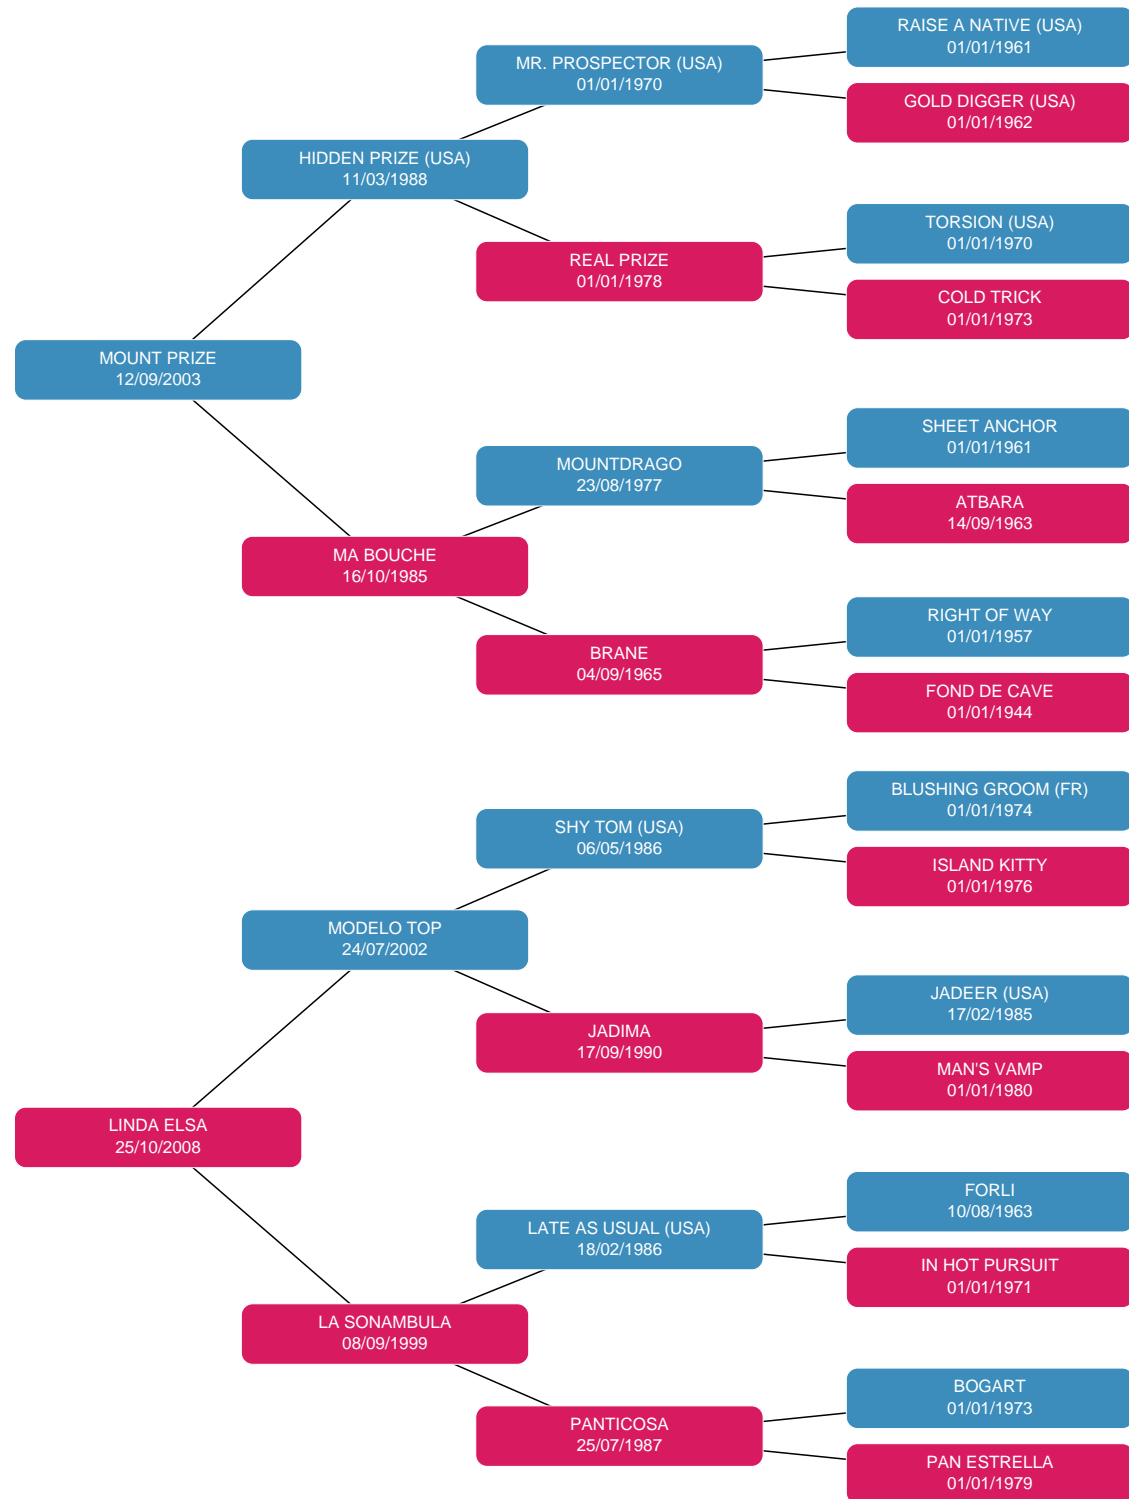 RAISE A NATIVE (USA)
01/01/1961
MR. PROSPECTOR (USA)
01/01/1970
GOLD DIGGER (USA)
01/01/1962
HIDDEN PRIZE (USA)
11/03/1988
TORSION (USA)
01/01/1970
REAL PRIZE
01/01/1978
COLD TRICK
01/01/1973
MOUNT PRIZE
12/09/2003
SHEET ANCHOR
01/01/1961
MOUNTDRAGO
23/08/1977
ATBARA
14/09/1963
MA BOUCHE
16/10/1985
RIGHT OF WAY
01/01/1957
BRANE
04/09/1965
FOND DE CAVE
01/01/1944
BLUSHING GROOM (FR)
01/01/1974
SHY TOM (USA)
06/05/1986
ISLAND KITTY
01/01/1976
MODELO TOP
24/07/2002
JADEER (USA)
17/02/1985
JADIMA
17/09/1990
MAN'S VAMP
01/01/1980
LINDA ELSA
25/10/2008
FORLI
10/08/1963
LATE AS USUAL (USA)
18/02/1986
IN HOT PURSUIT
01/01/1971
LA SONAMBULA
08/09/1999
BOGART
01/01/1973
PANTICOSA
25/07/1987
PAN ESTRELLA
01/01/1979